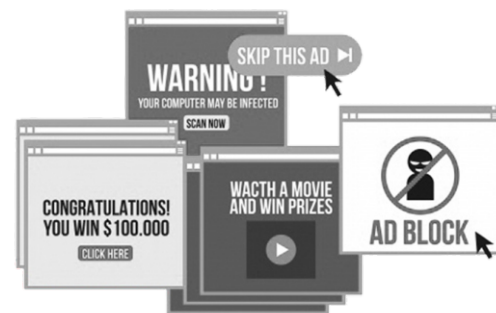 SKIP THIS AD
WARNING !
YOUR COMPUTER MAY BE INFECTED
SCAN NOW
CONGRATULATIONS!
YOU WIN $100.000
CLICK HERE
WACTH A MOVIE
AND WIN PRIZES
AD BLOCK